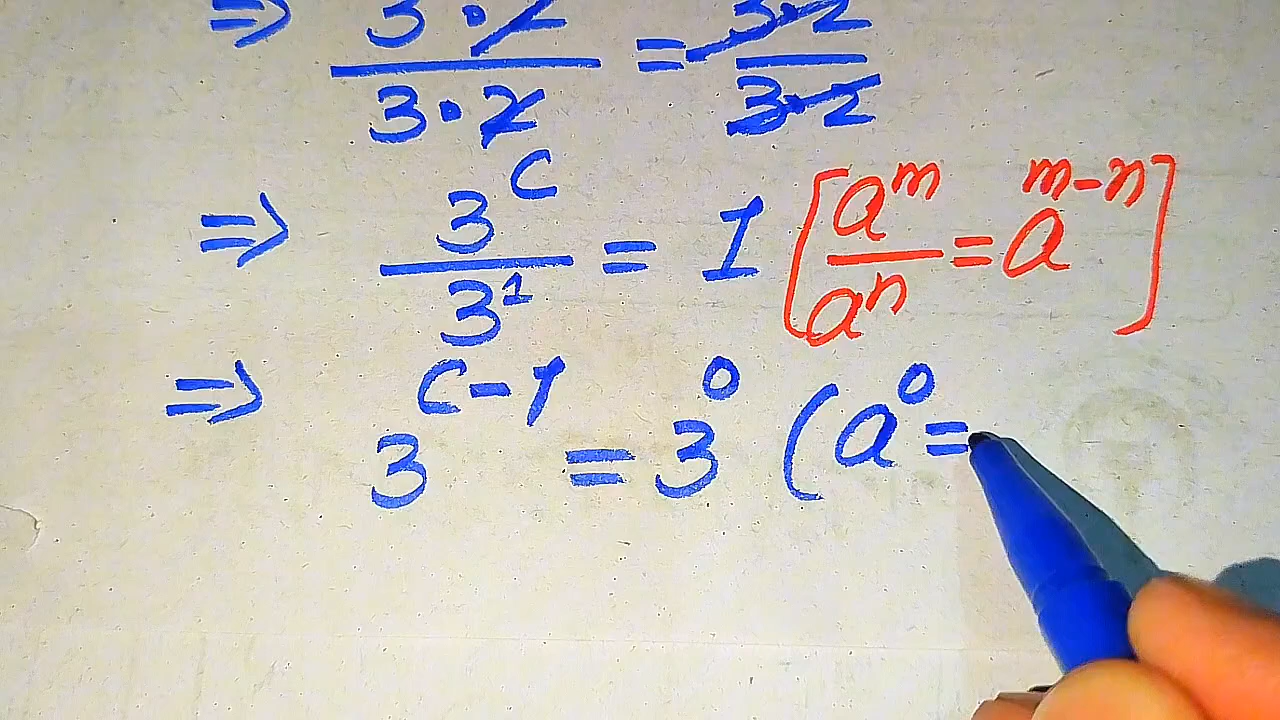 ⇒ 3·2 / 3·2 = 3·2 / 3·2
⇒ 3^c / 3^1 = 1 [a^m / a^n = a^(m-n)]
⇒ 3^(c-1) = 3^0 (a^0 =